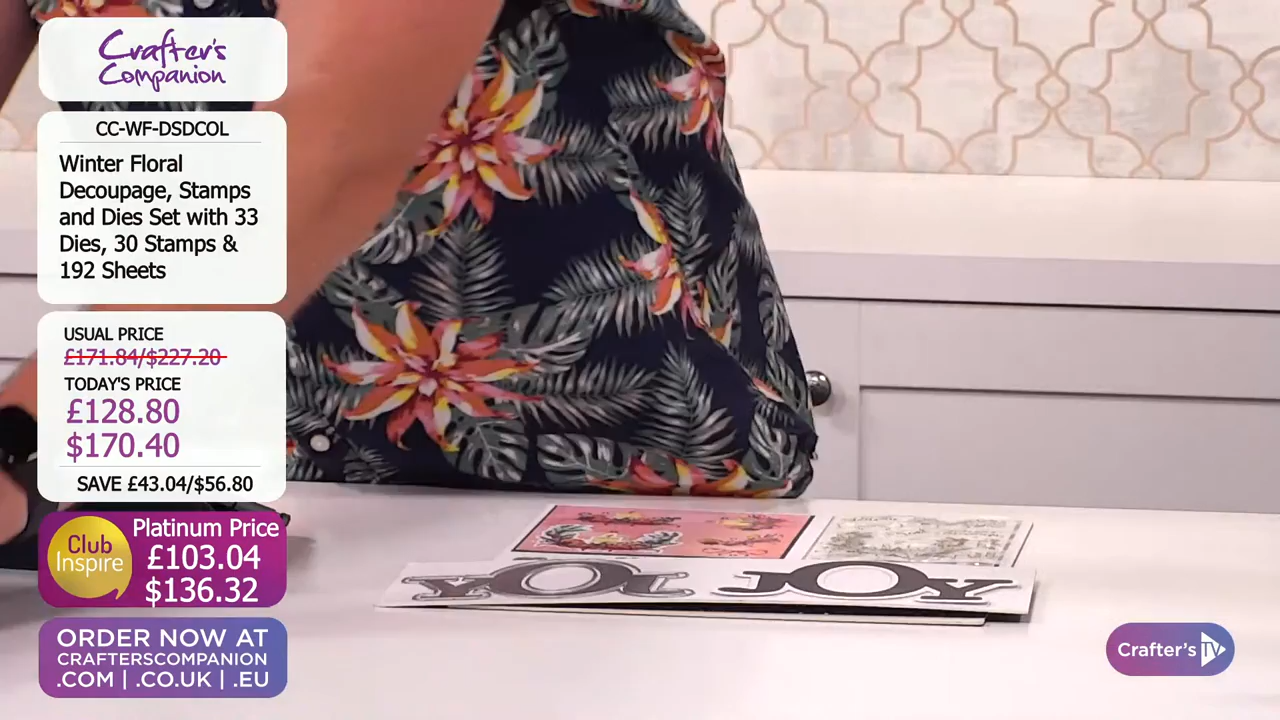 Crafter's
Companion
CC-WF-DSDCOL
Winter Floral
Decoupage, Stamps
and Dies Set with 33
Dies, 30 Stamps &
192 Sheets
USUAL PRICE
£171.84/$227.20
TODAY'S PRICE
£128.80
$170.40
SAVE £43.04/$56.80
Club
Inspire
Platinum Price
£103.04
$136.32
ORDER NOW AT
CRAFTERSCOMPANION
.COM | .CO.UK | .EU
JOY
JOY
Crafter's TV